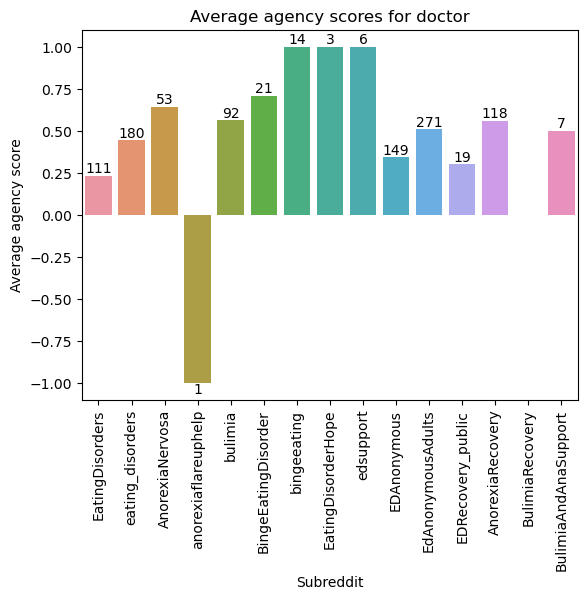 Average agency scores for doctor
Average agency score
1.00
0.75
0.50
0.25
0.00
−0.25
−0.50
−0.75
−1.00
111
180
53
1
92
21
14
3
6
149
271
19
118
7
EatingDisorders
eating_disorders
AnorexiaNervosa
anorexiaflareuphelp
bulimia
BingeEatingDisorder
bingeeating
EatingDisorderHope
edsupport
EDAnonymous
EdAnonymousAdults
EDRecovery_public
AnorexiaRecovery
BulimiaRecovery
BulimiaAndAnaSupport
Subreddit